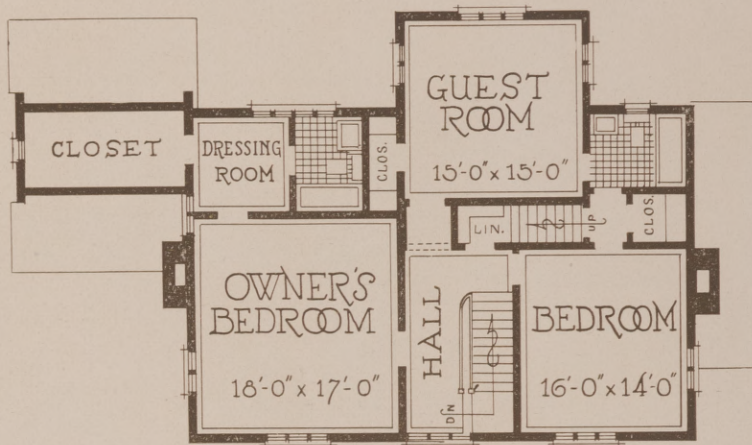 GUEST
ROOM
15'-0" x 15'-0"
CLOSET
DRESSING
ROOM
CLOS.
LIN.
UP
CLOS.
OWNER'S
BEDROOM
18'-0" x 17'-0"
HALL
DN
BEDROOM
16'-0" x 14'-0"